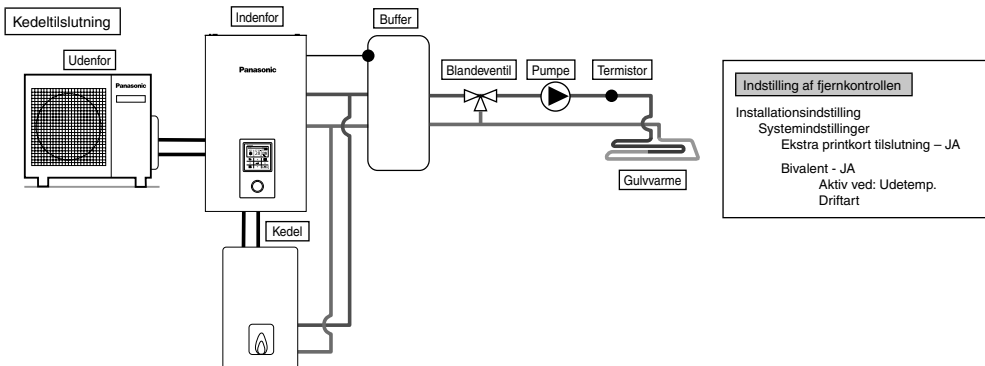 Kedeltilslutning
Udenfor
Panasonic
Indenfor
Panasonic
Buffer
Blandeventil
Pumpe
Termistor
Gulvvarme
Kedel
Indstilling af fjernkontrollen
Installationsindstilling
Systemindstillinger
Ekstra printkort tilslutning – JA
Bivalent - JA
Aktiv ved: Udetemp.
Driftart